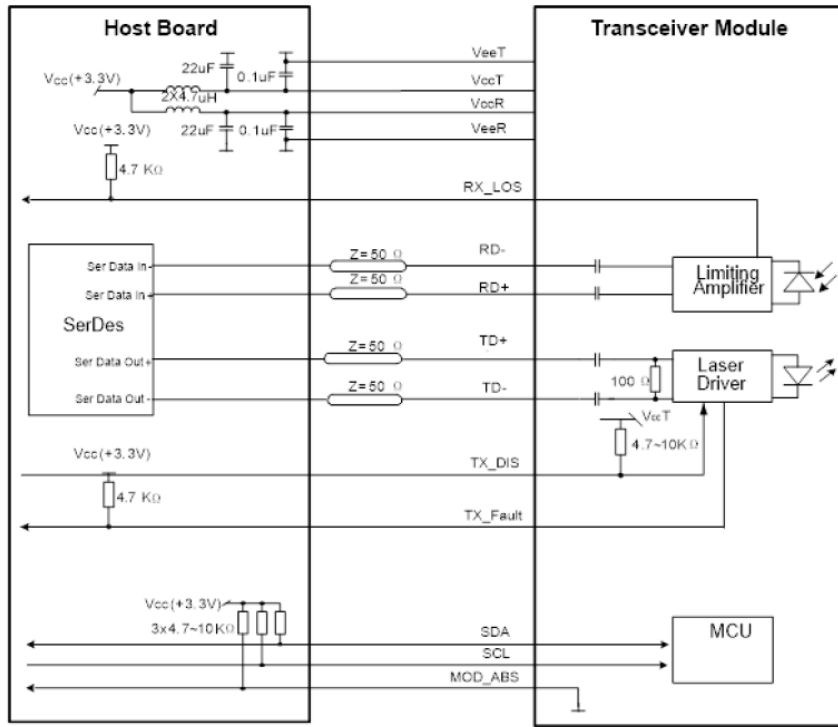 Host Board
Transceiver Module
VeeT
22uF
0.1uF
VccT
Vcc(+3.3V)
2X4.7uH
VccR
Vcc(+3.3V)
22uF
0.1uF
VeeR
4.7 KΩ
RX_LOS
Z=50 Ω
RD-
Ser Data In -
Limiting
Amplifier
Z=50 Ω
RD+
Ser Data In +
SerDes
Z=50 Ω
TD+
Ser Data Out+
Laser
Driver
100 Ω
Z=50 Ω
TD-
Ser Data Out -
VccT
Vcc(+3.3V)
4.7~10KΩ
TX_DIS
4.7 KΩ
TX_Fault
Vcc(+3.3V)
3x4.7~10KΩ
SDA
MCU
SCL
MOD_ABS